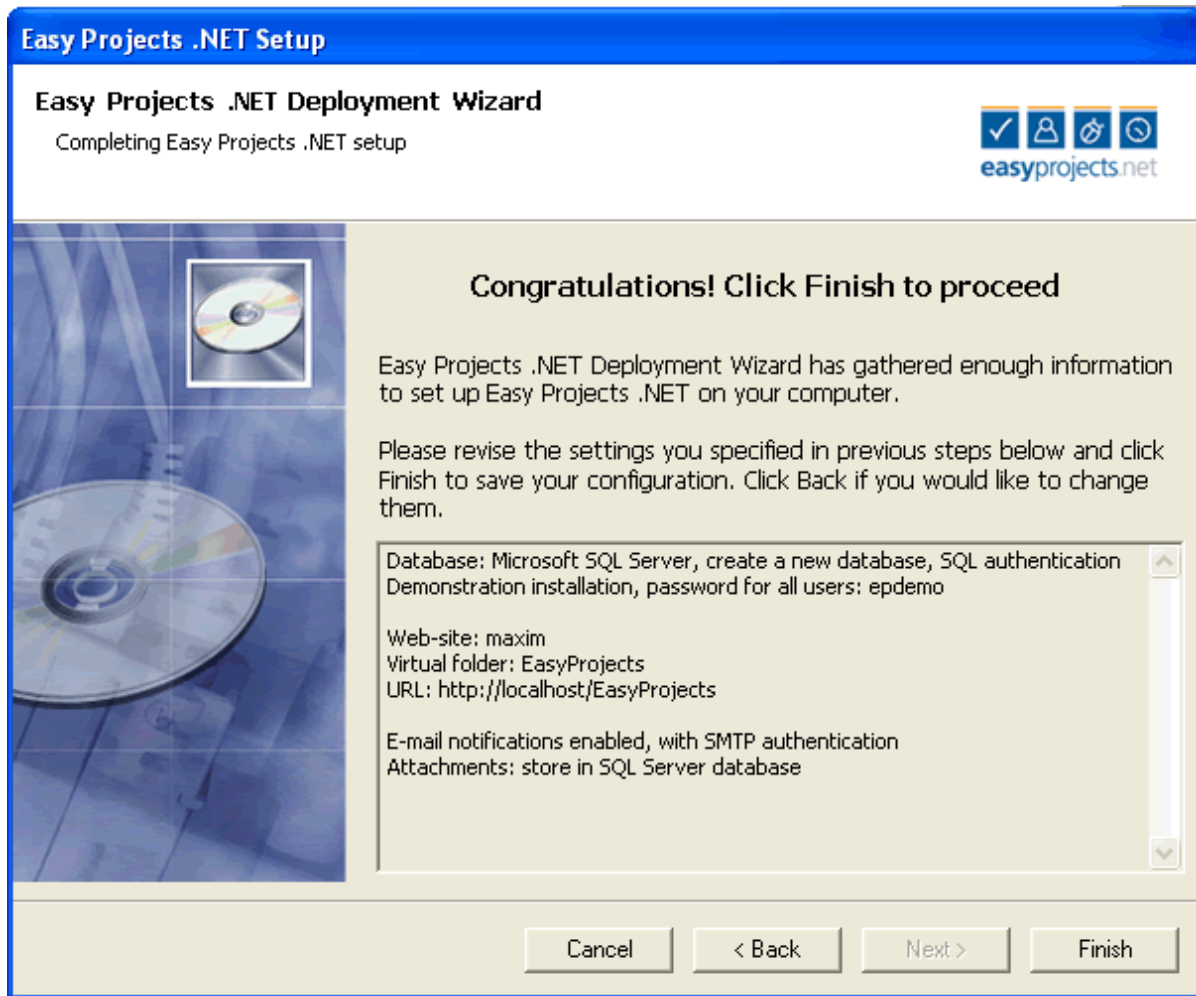 Easy Projects .NET Setup
Easy Projects .NET Deployment Wizard
Completing Easy Projects .NET setup
easyprojects.net
Congratulations! Click Finish to proceed
Easy Projects .NET Deployment Wizard has gathered enough information
to set up Easy Projects .NET on your computer.
Please revise the settings you specified in previous steps below and click
Finish to save your configuration. Click Back if you would like to change
them.
Database: Microsoft SQL Server, create a new database, SQL authentication
Demonstration installation, password for all users: epdemo
Web-site: maxim
Virtual folder: EasyProjects
URL: http://localhost/EasyProjects
E-mail notifications enabled, with SMTP authentication
Attachments: store in SQL Server database
Cancel
< Back
Next >
Finish